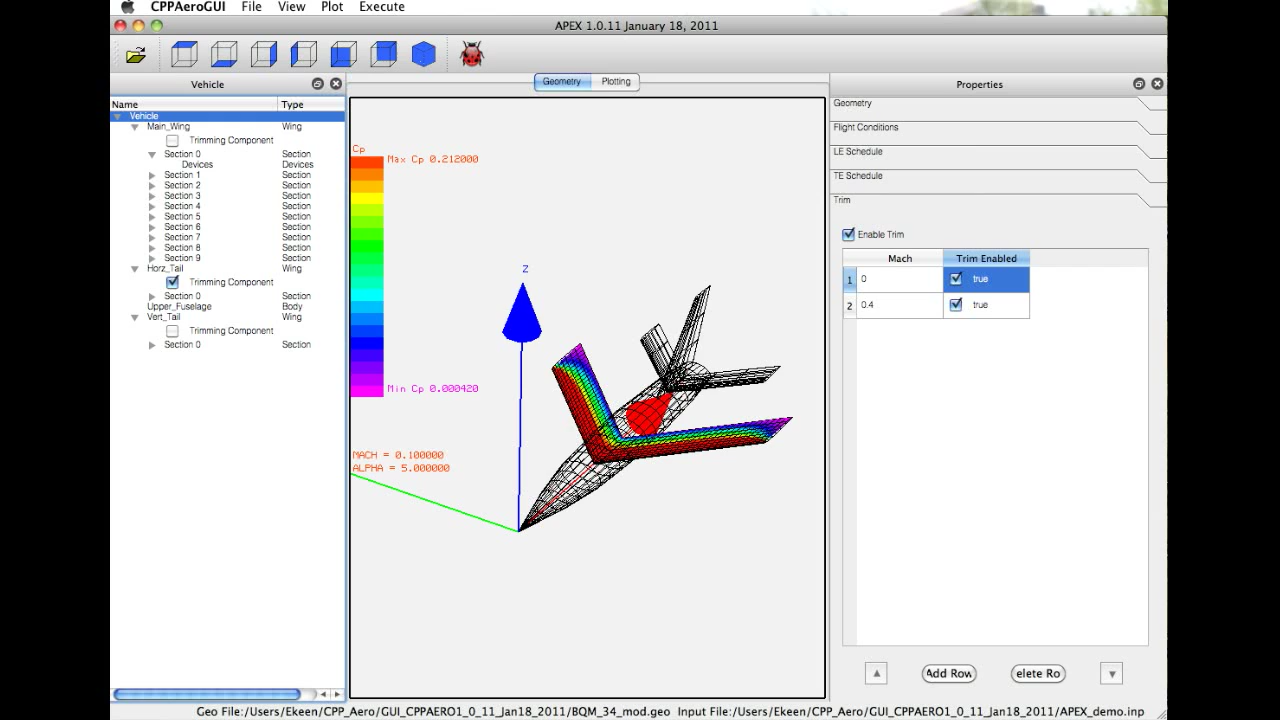 CPPAeroGUI File View Plot Execute
APEX 1.0.11 January 18, 2011
Vehicle
Name Type
Vehicle
Main_Wing Wing
Trimming Component
Section 0 Section
Devices Devices
Section 1 Section
Section 2 Section
Section 3 Section
Section 4 Section
Section 5 Section
Section 6 Section
Section 7 Section
Section 8 Section
Section 9 Section
Horz_Tail Wing
Trimming Component
Section 0 Section
Upper_Fuselage Body
Vert_Tail Wing
Trimming Component
Section 0 Section
Geometry Plotting
Cp
Max Cp 0.212000
Min Cp 0.000420
MACH = 0.100000
ALPHA = 5.000000
Z
Properties
Geometry
Flight Conditions
LE Schedule
TE Schedule
Trim
Enable Trim
Mach Trim Enabled
1 0 true
2 0.4 true
Add Row elete Ro
Geo File:/Users/Ekeen/CPP_Aero/GUI_CPPAERO1_0_11_Jan18_2011/BQM_34_mod.geo Input File:/Users/Ekeen/CPP_Aero/GUI_CPPAERO1_0_11_Jan18_2011/APEX_demo.inp